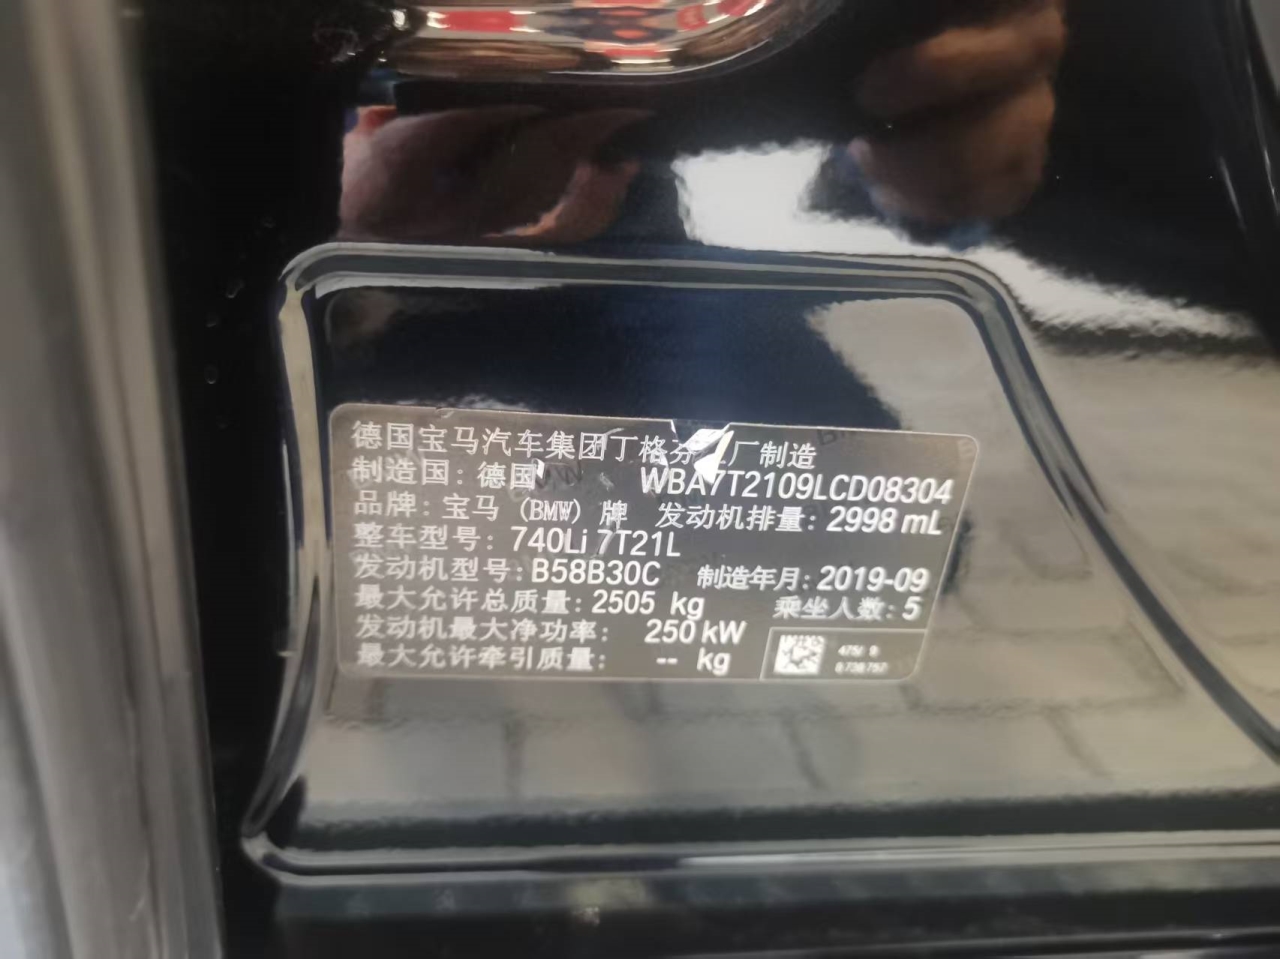 德国宝马汽车集团丁格芬工厂制造
制造国：德国 WBA7T2109LCD08304
品牌：宝马 (BMW) 牌 发动机排量：2998 mL
整车型号：740Li 7T21L
发动机型号：B58B30C 制造年月：2019-09
最大允许总质量：2505 kg 乘坐人数：5
发动机最大净功率： 250 kW
最大允许牵引质量： -- kg